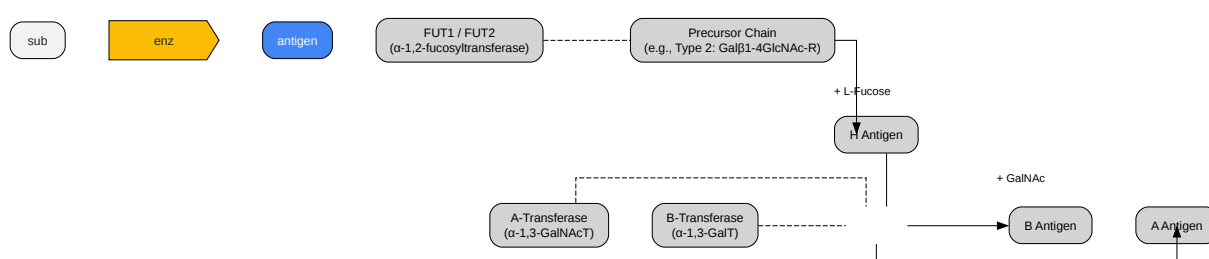 sub
enz
antigen
FUT1 / FUT2
(α-1,2-fucosyltransferase)
Precursor Chain
(e.g., Type 2: Galβ1-4GlcNAc-R)
+ L-Fucose
H Antigen
+ GalNAc
A-Transferase
(α-1,3-GalNAcT)
B-Transferase
(α-1,3-GalT)
B Antigen
A Antigen